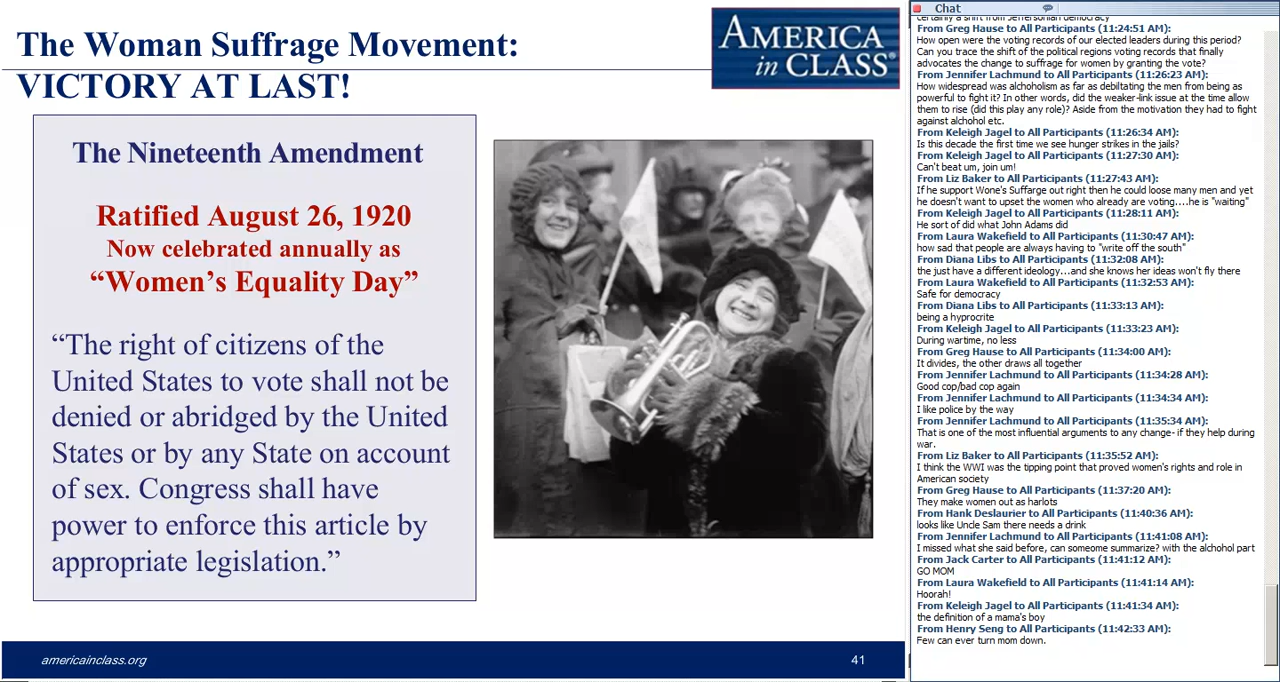 The Woman Suffrage Movement:
VICTORY AT LAST!
AMERICA
in CLASS®
The Nineteenth Amendment
Ratified August 26, 1920
Now celebrated annually as
“Women’s Equality Day”
“The right of citizens of the
United States to vote shall not be
denied or abridged by the United
States or by any State on account
of sex. Congress shall have
power to enforce this article by
appropriate legislation.”
americainclass.org
41
Chat
certainly a shift from Jeffersonian democracy
From Greg Hause to All Participants (11:24:51 AM):
How open were the voting records of our elected leaders during this period?
Can you trace the shift of the political regions voting records that finally
advocates the change to suffrage for women by granting the vote?
From Jennifer Lachmund to All Participants (11:26:23 AM):
How widespread was alchoholism as far as debiltating the men from being as
powerful to fight it? In other words, did the weaker-link issue at the time allow
them to rise (did this play any role)? Aside from the motivation they had to fight
against alchohol etc.
From Keleigh Jagel to All Participants (11:26:34 AM):
Is this decade the first time we see hunger strikes in the jails?
From Keleigh Jagel to All Participants (11:27:30 AM):
Can't beat um, join um!
From Liz Baker to All Participants (11:27:43 AM):
If he support Wone's Suffarge out right then he could loose many men and yet
he doesn't want to upset the women who already are voting....he is "waiting"
From Keleigh Jagel to All Participants (11:28:11 AM):
He sort of did what John Adams did
From Laura Wakefield to All Participants (11:30:47 AM):
how sad that people are always having to "write off the south"
From Diana Libs to All Participants (11:32:08 AM):
the just have a different ideology...and she knows her ideas won't fly there
From Laura Wakefield to All Participants (11:32:53 AM):
Safe for democracy
From Diana Libs to All Participants (11:33:13 AM):
being a hyprocrite
From Keleigh Jagel to All Participants (11:33:23 AM):
During wartime, no less
From Greg Hause to All Participants (11:34:00 AM):
It divides, the other draws all together
From Jennifer Lachmund to All Participants (11:34:28 AM):
Good cop/bad cop again
From Jennifer Lachmund to All Participants (11:34:34 AM):
I like police by the way
From Jennifer Lachmund to All Participants (11:35:34 AM):
That is one of the most influential arguments to any change- if they help during
war.
From Liz Baker to All Participants (11:35:52 AM):
I think the WWI was the tipping point that proved women's rights and role in
American society
From Greg Hause to All Participants (11:37:20 AM):
They make women out as harlots
From Hank Deslaurier to All Participants (11:40:36 AM):
looks like Uncle Sam there needs a drink
From Jennifer Lachmund to All Participants (11:41:08 AM):
I missed what she said before, can someone summarize? with the alchohol part
From Jack Carter to All Participants (11:41:12 AM):
GO MOM
From Laura Wakefield to All Participants (11:41:14 AM):
Hoorah!
From Keleigh Jagel to All Participants (11:41:34 AM):
the definition of a mama's boy
From Henry Seng to All Participants (11:42:33 AM):
Few can ever turn mom down.